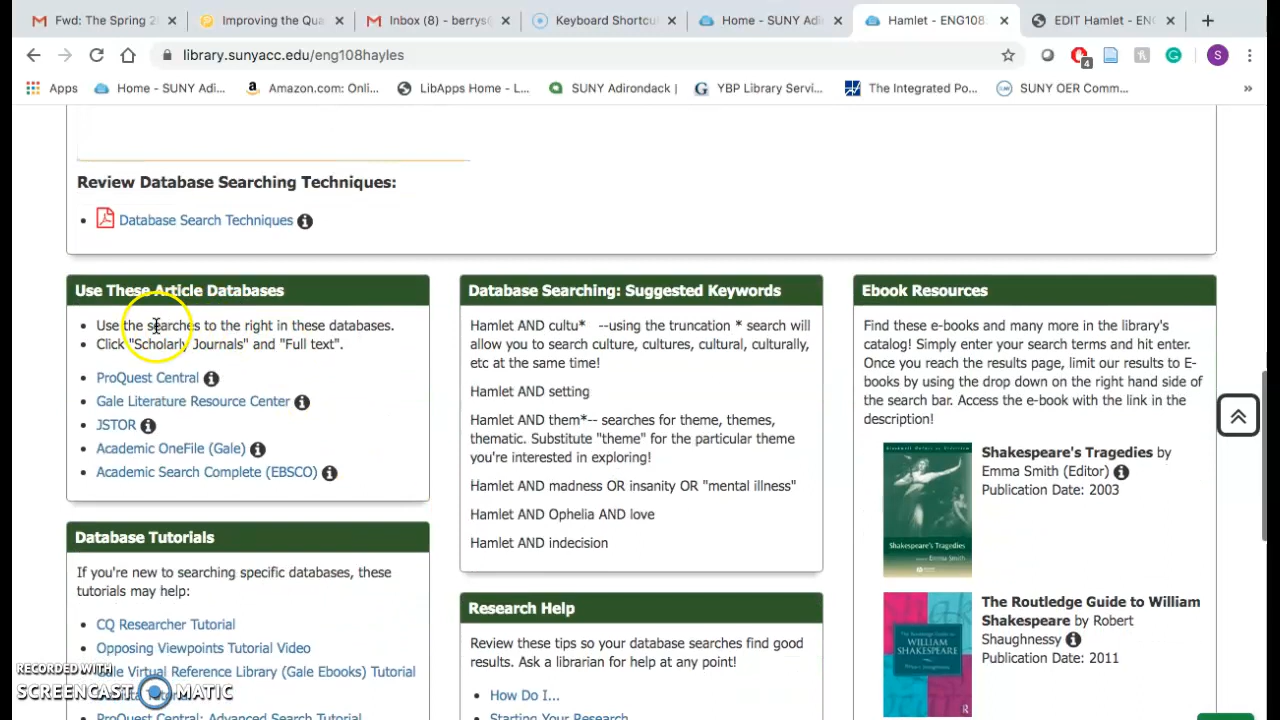 Fwd: The Spring 2
Improving the Qua
Inbox (8) - berrys@
Keyboard Shortcu
Home - SUNY Adi
Hamlet - ENG108
EDIT Hamlet - ENG
library.sunyacc.edu/eng108hayles
4
S
Apps
Home - SUNY Adi...
Amazon.com: Onli...
LibApps Home - L...
SUNY Adirondack |
YBP Library Servi...
The Integrated Po...
SUNY OER Comm...
Review Database Searching Techniques:
Database Search Techniques
Use These Article Databases
Use the searches to the right in these databases.
Click "Scholarly Journals" and "Full text".
ProQuest Central
Gale Literature Resource Center
JSTOR
Academic OneFile (Gale)
Academic Search Complete (EBSCO)
Database Tutorials
If you're new to searching specific databases, these
tutorials may help:
CQ Researcher Tutorial
Opposing Viewpoints Tutorial Video
Gale Virtual Reference Library (Gale Ebooks) Tutorial
ProQuest Central: Advanced Search Tutorial
RECORDED WITH
SCREENCAST-O-MATIC
Database Searching: Suggested Keywords
Hamlet AND cultu* --using the truncation * search will
allow you to search culture, cultures, cultural, culturally,
etc at the same time!
Hamlet AND setting
Hamlet AND them*-- searches for theme, themes,
thematic. Substitute "theme" for the particular theme
you're interested in exploring!
Hamlet AND madness OR insanity OR "mental illness"
Hamlet AND Ophelia AND love
Hamlet AND indecision
Research Help
Review these tips so your database searches find good
results. Ask a librarian for help at any point!
How Do I...
Starting Your Research
Ebook Resources
Find these e-books and many more in the library's
catalog! Simply enter your search terms and hit enter.
Once you reach the results page, limit our results to E-
books by using the drop down on the right hand side of
the search bar. Access the e-book with the link in the
description!
Shakespeare's Tragedies
Emma Smith
Shakespeare's Tragedies by
Emma Smith (Editor)
Publication Date: 2003
WILLIAM
SHAKESPEARE
The Routledge Guide to William
Shakespeare by Robert
Shaughnessy
Publication Date: 2011